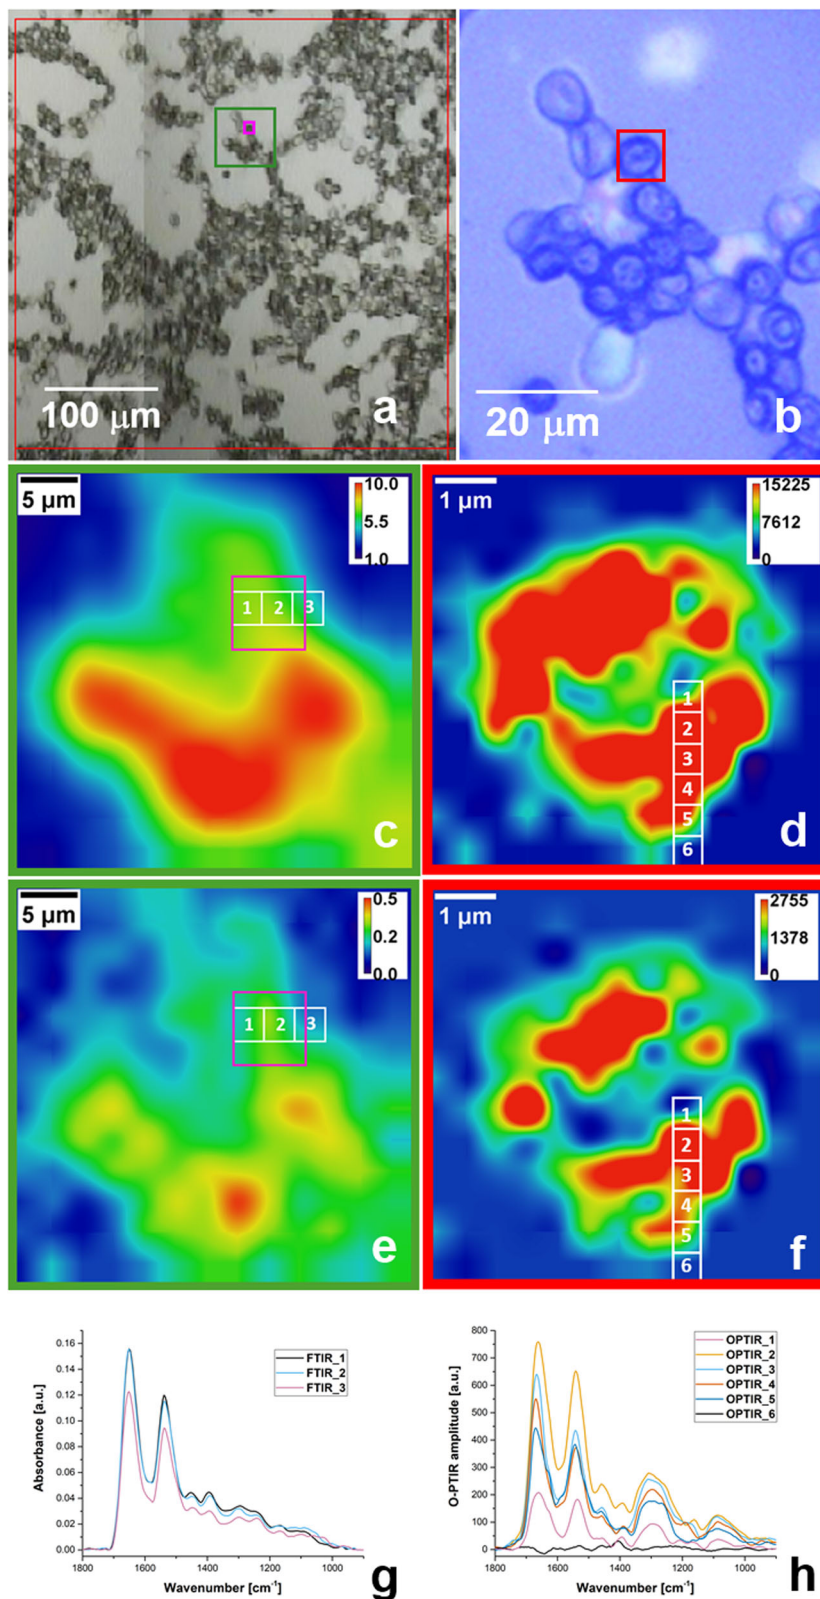 100 μm
a
20 μm
b
5 μm
10.0
5.5
1.0
1 2 3
c
1 μm
15225
7612
0
1
2
3
4
5
6
d
5 μm
0.5
0.2
0.0
1 2 3
e
1 μm
2755
1378
0
1
2
3
4
5
6
f
0.16
0.14
0.12
0.10
0.08
0.06
0.04
0.02
0.00
Absorbance [a.u.]
FTIR_1
FTIR_2
FTIR_3
1800 1600 1400 1200 1000
Wavenumber [cm⁻¹]
g
800
700
600
500
400
300
200
100
0
O-PTIR amplitude [a.u.]
OPTIR_1
OPTIR_2
OPTIR_3
OPTIR_4
OPTIR_5
OPTIR_6
1800 1600 1400 1200 1000
Wavenumber [cm⁻¹]
h